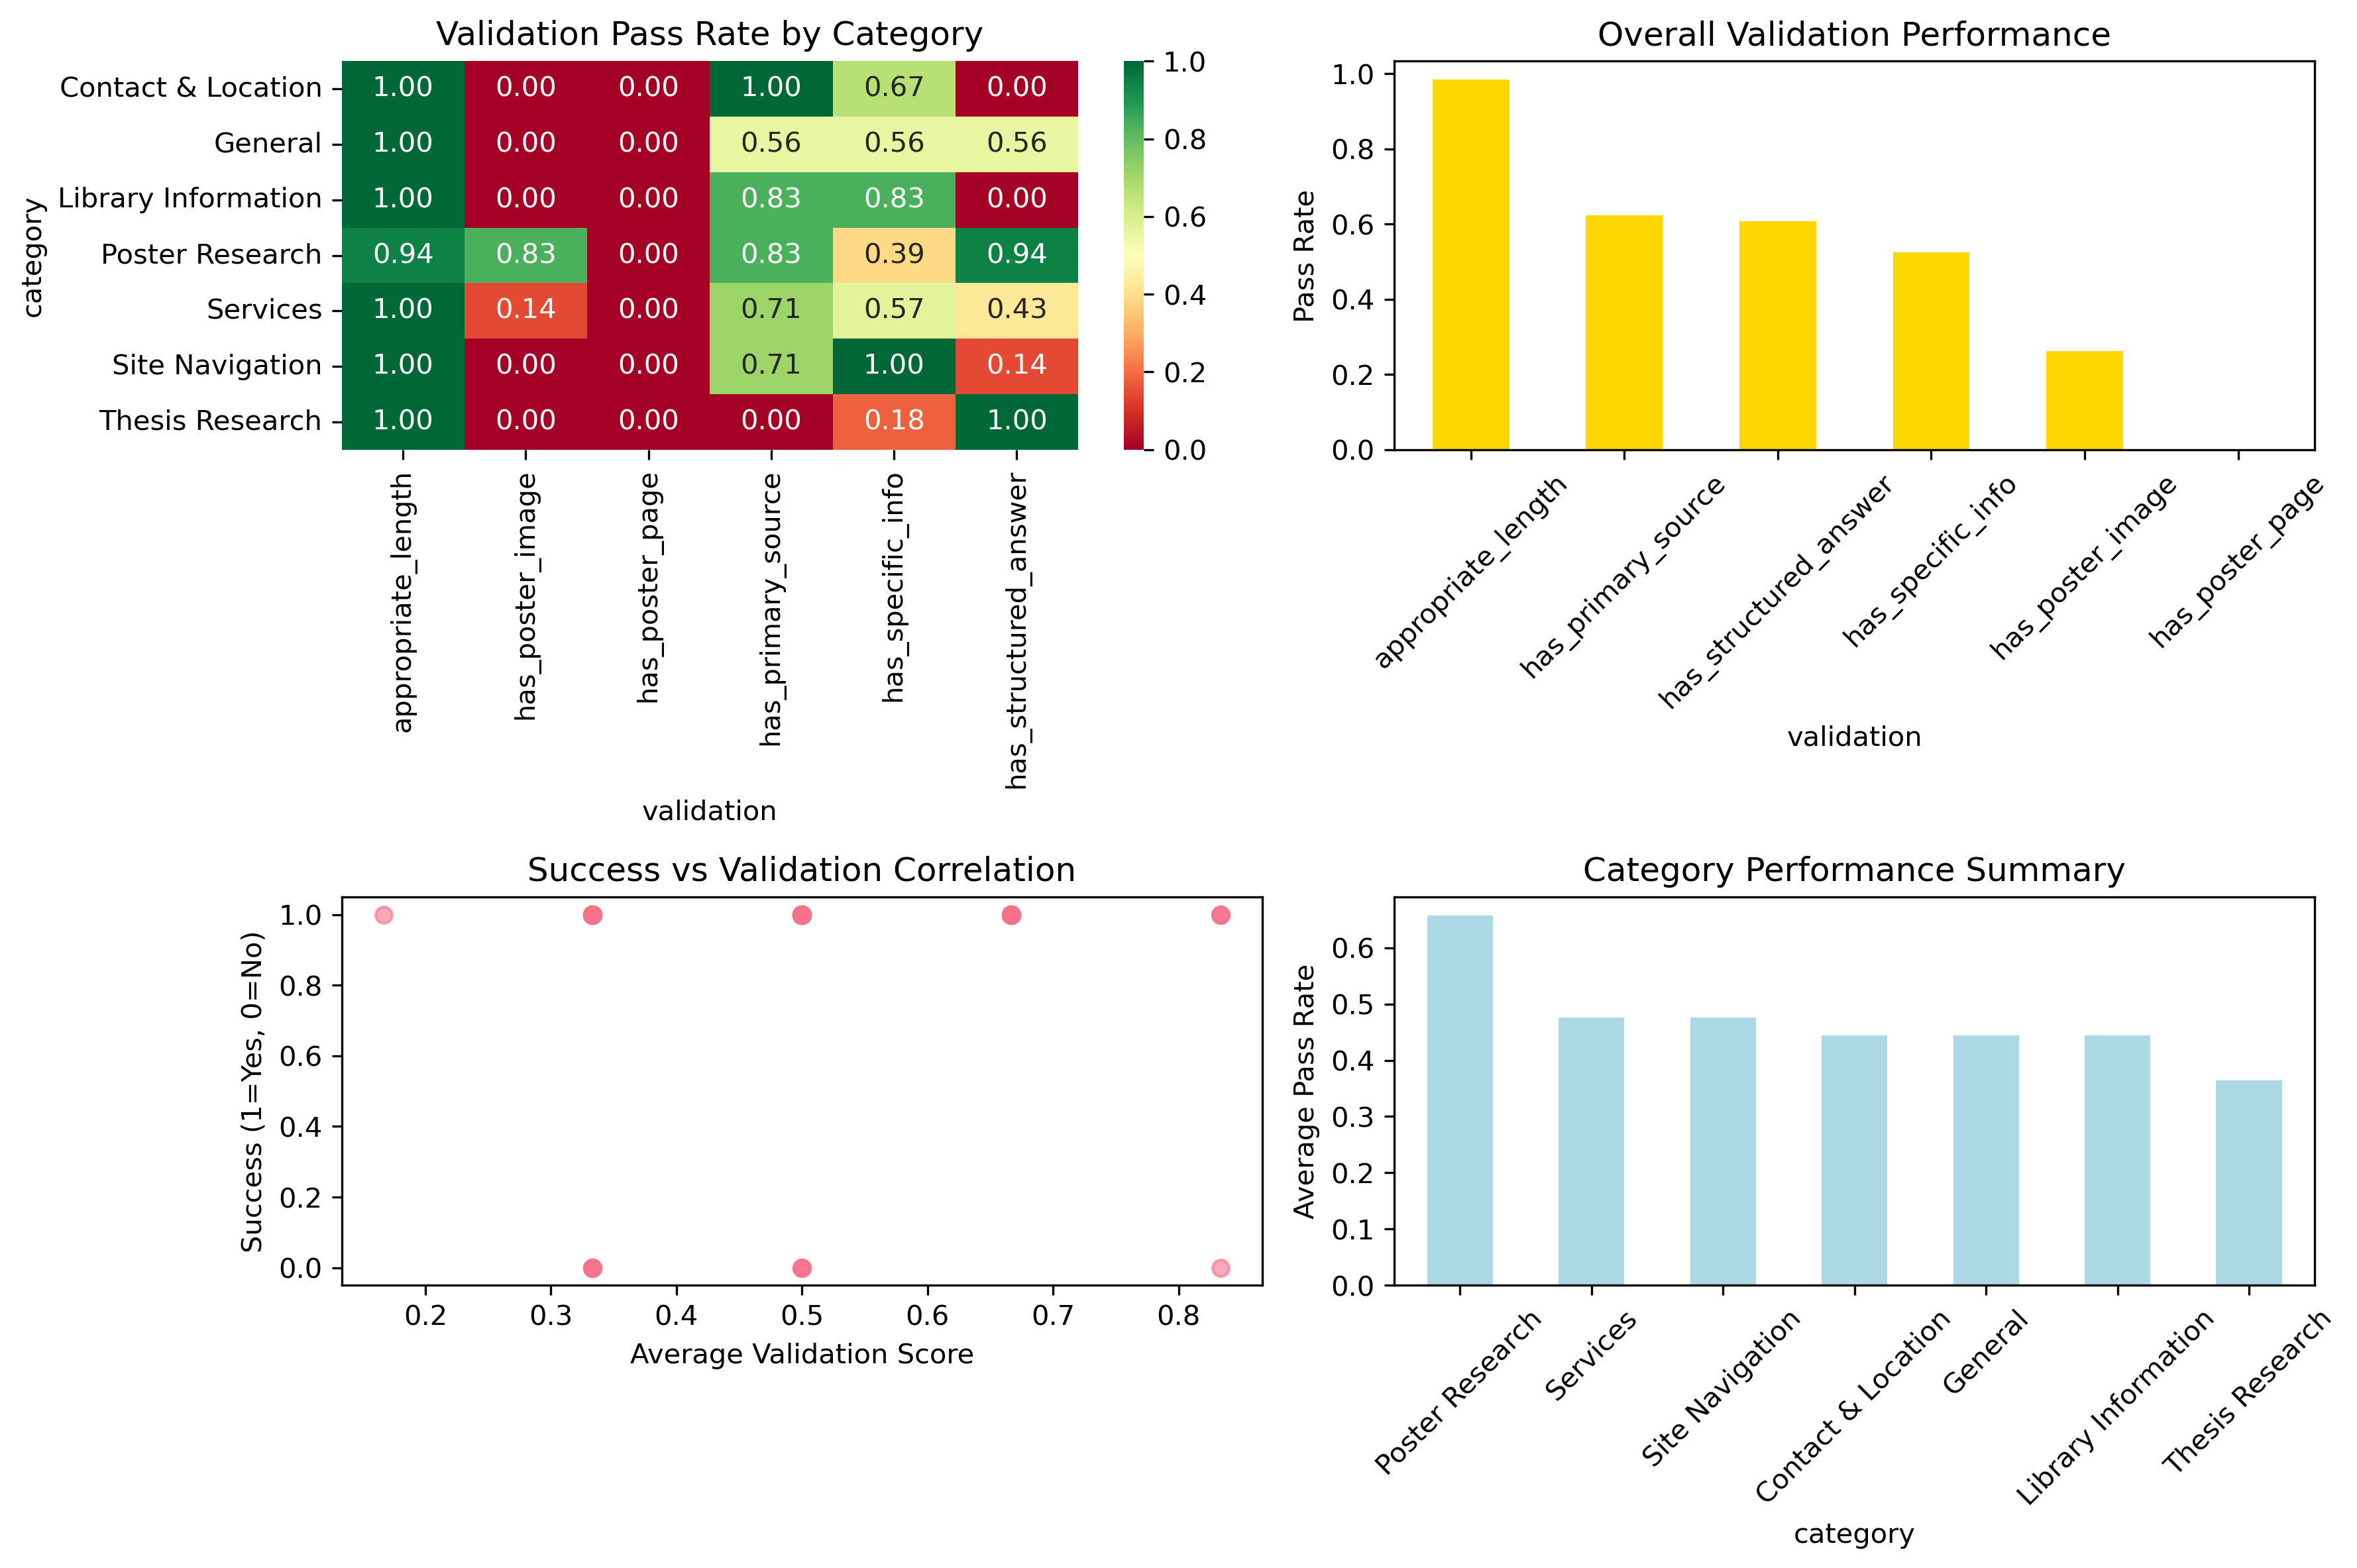 Validation Pass Rate by Category
category
Contact & Location 1.00 0.00 0.00 1.00 0.67 0.00
General 1.00 0.00 0.00 0.56 0.56 0.56
Library Information 1.00 0.00 0.00 0.83 0.83 0.00
Poster Research 0.94 0.83 0.00 0.83 0.39 0.94
Services 1.00 0.14 0.00 0.71 0.57 0.43
Site Navigation 1.00 0.00 0.00 0.71 1.00 0.14
Thesis Research 1.00 0.00 0.00 0.00 0.18 1.00
1.0
0.8
0.6
0.4
0.2
0.0
appropriate_length
has_poster_image
has_poster_page
has_primary_source
has_specific_info
has_structured_answer
validation
Overall Validation Performance
Pass Rate
1.0
0.8
0.6
0.4
0.2
0.0
appropriate_length
has_primary_source
has_structured_answer
has_specific_info
has_poster_image
has_poster_page
validation
Success vs Validation Correlation
Success (1=Yes, 0=No)
1.0
0.8
0.6
0.4
0.2
0.0
0.2 0.3 0.4 0.5 0.6 0.7 0.8
Average Validation Score
Category Performance Summary
Average Pass Rate
0.6
0.5
0.4
0.3
0.2
0.1
0.0
Poster Research
Services
Site Navigation
Contact & Location
General
Library Information
Thesis Research
category